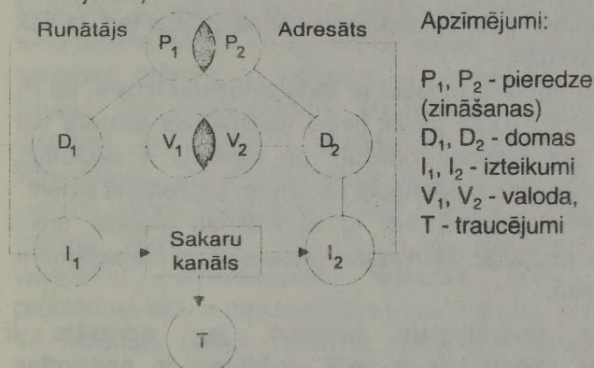 Runātājs Adresāts
P₁ P₂
D₁ V₁ V₂ D₂
I₁ Sakaru kanāls I₂
T
Apzīmējumi:
P₁, P₂ - pieredze
(zināšanas)
D₁, D₂ - domas
I₁, I₂ - izteikumi
V₁, V₂ - valoda,
T - traucējumi